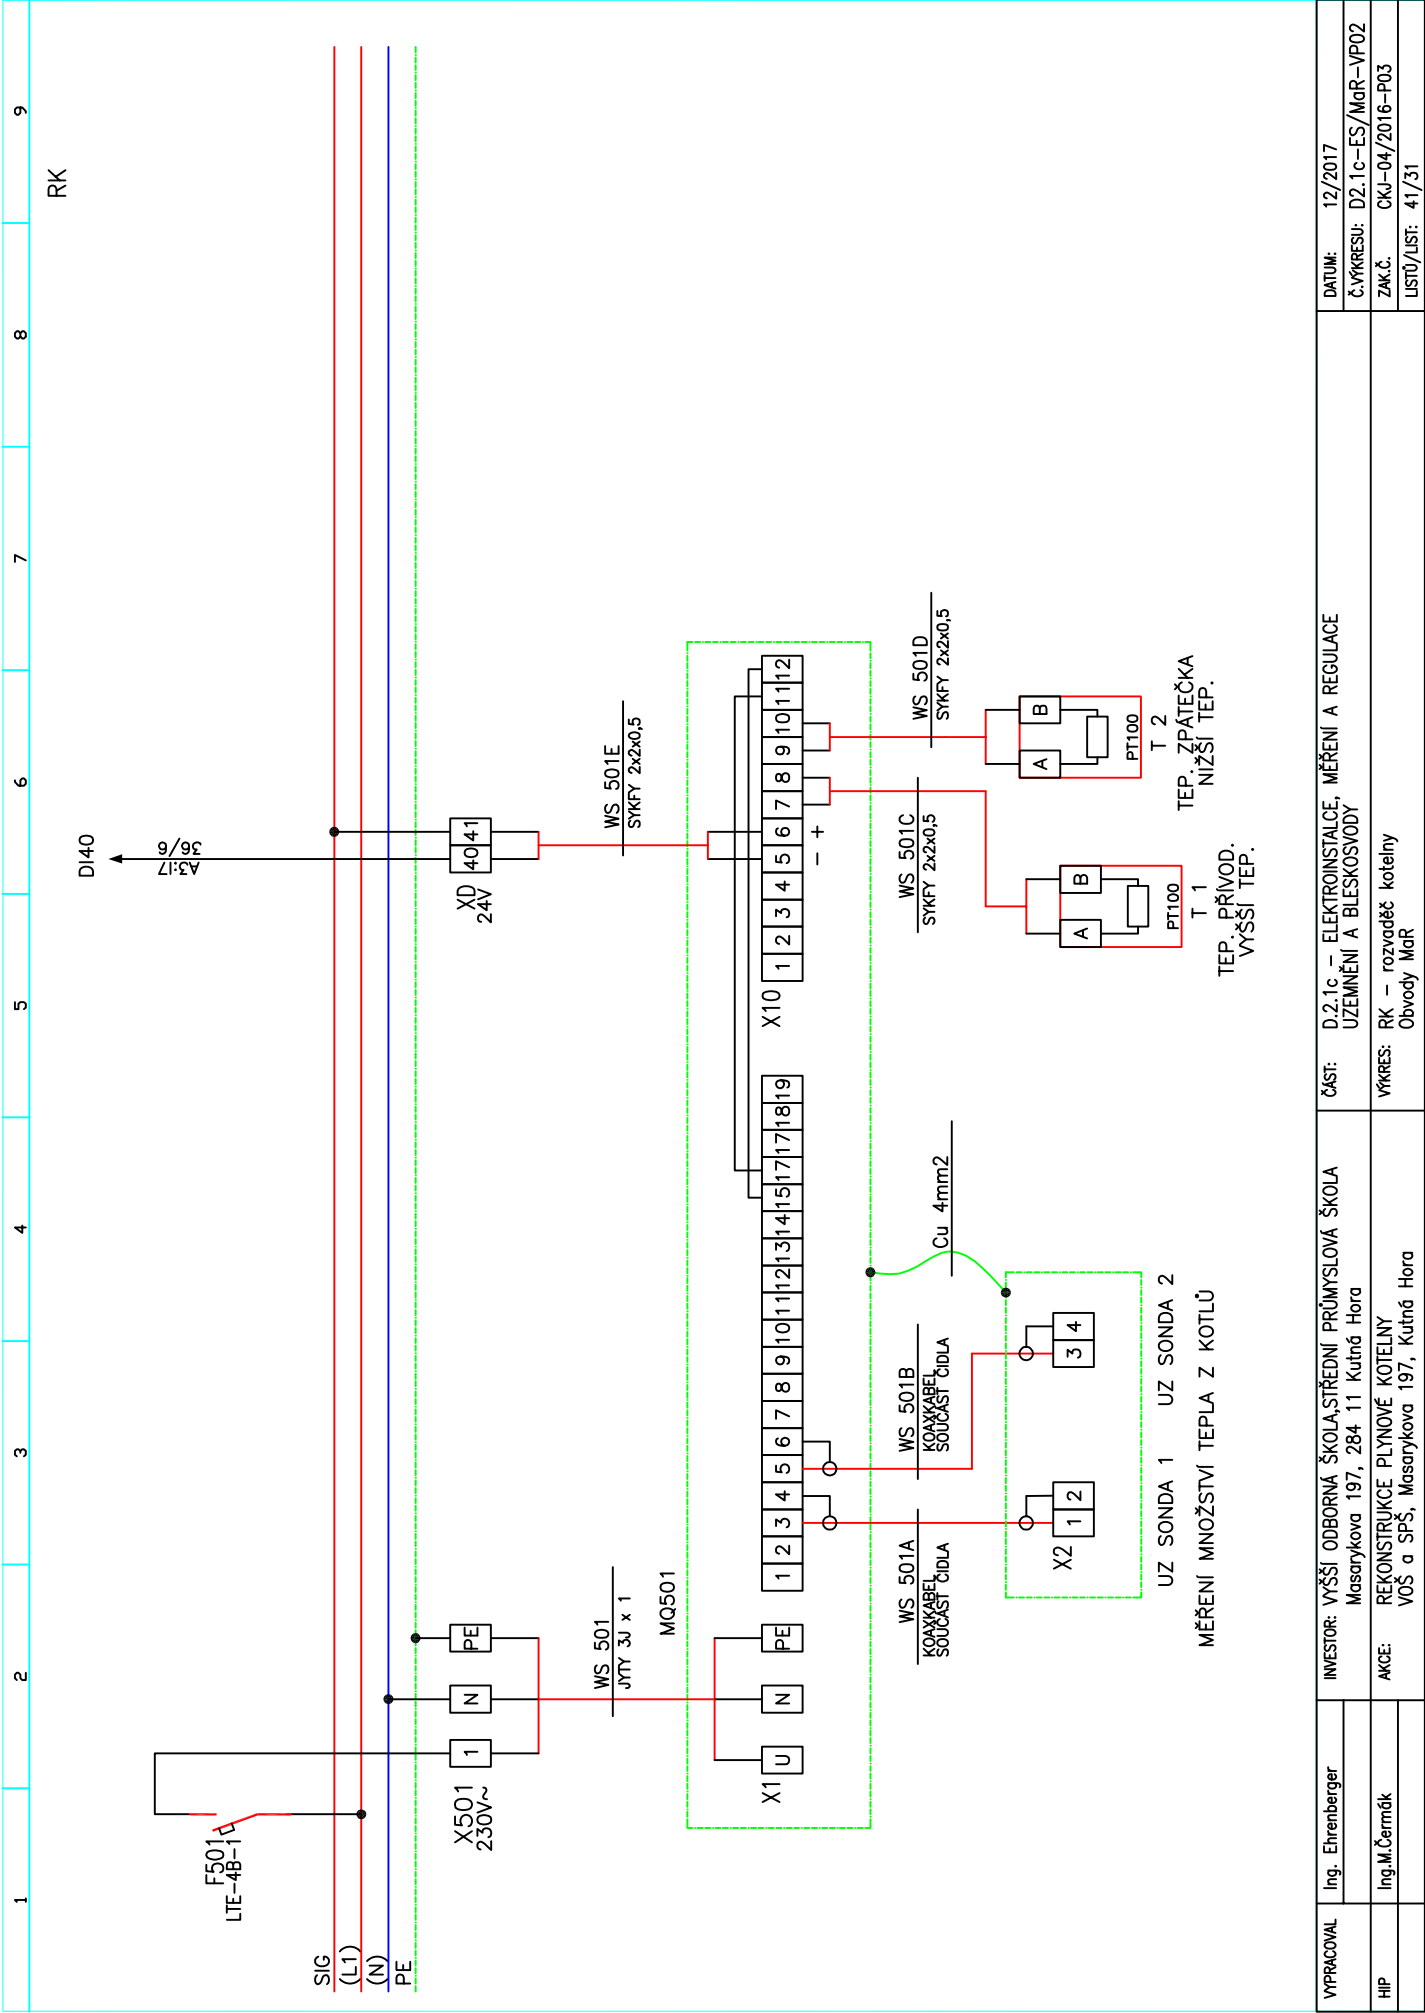 1 2 3 4 5 6 7 8 9
RK
DI40
A3:17
36/6
F501
LTE-4B-1
SIG
(L1)
(N)
PE
X501
230V~
1 N PE
XD
24V
40 41
WS 501
JYTY 3J x 1
WS 501E
SYKFY 2x2x0,5
MQ501
X1
U N PE
1 2 3 4 5 6 7 8 9 10 11 12 13 14 15 17 17 18 19
X10
1 2 3 4 5 6 7 8 9 10 11 12
- +
WS 501A
KOAXKABEL
SOUČÁST ČIDLA
WS 501B
KOAXKABEL
SOUČÁST ČIDLA
Cu 4mm2
WS 501C
SYKFY 2x2x0,5
WS 501D
SYKFY 2x2x0,5
X2
1 2
3 4
UZ SONDA 1
UZ SONDA 2
MĚŘENÍ MNOŽSTVÍ TEPLA Z KOTLŮ
A B
PT100
T 1
TEP. PŘÍVOD.
VYŠŠÍ TEP.
A B
PT100
T 2
TEP. ZPÁTEČKA
NIŽŠÍ TEP.
VYPRACOVAL Ing. Ehrenberger
HIP Ing.M.Čermák
INVESTOR: VYŠŠÍ ODBORNÁ ŠKOLA,STŘEDNÍ PRŮMYSLOVÁ ŠKOLA
Masarykova 197, 284 11 Kutná Hora
AKCE: REKONSTRUKCE PLYNOVÉ KOTELNY
VOŠ a SPŠ, Masarykova 197, Kutná Hora
ČÁST: D.2.1c - ELEKTROINSTALCE, MĚŘENÍ A REGULACE
UZEMNĚNÍ A BLESKOSVODY
VÝKRES: RK - rozvaděč kotelny
Obvody MaR
DATUM: 12/2017
Č.VÝKRESU: D2.1c-ES/MaR-VP02
ZAK.Č. CKJ-04/2016-P03
LISTŮ/LIST: 41/31